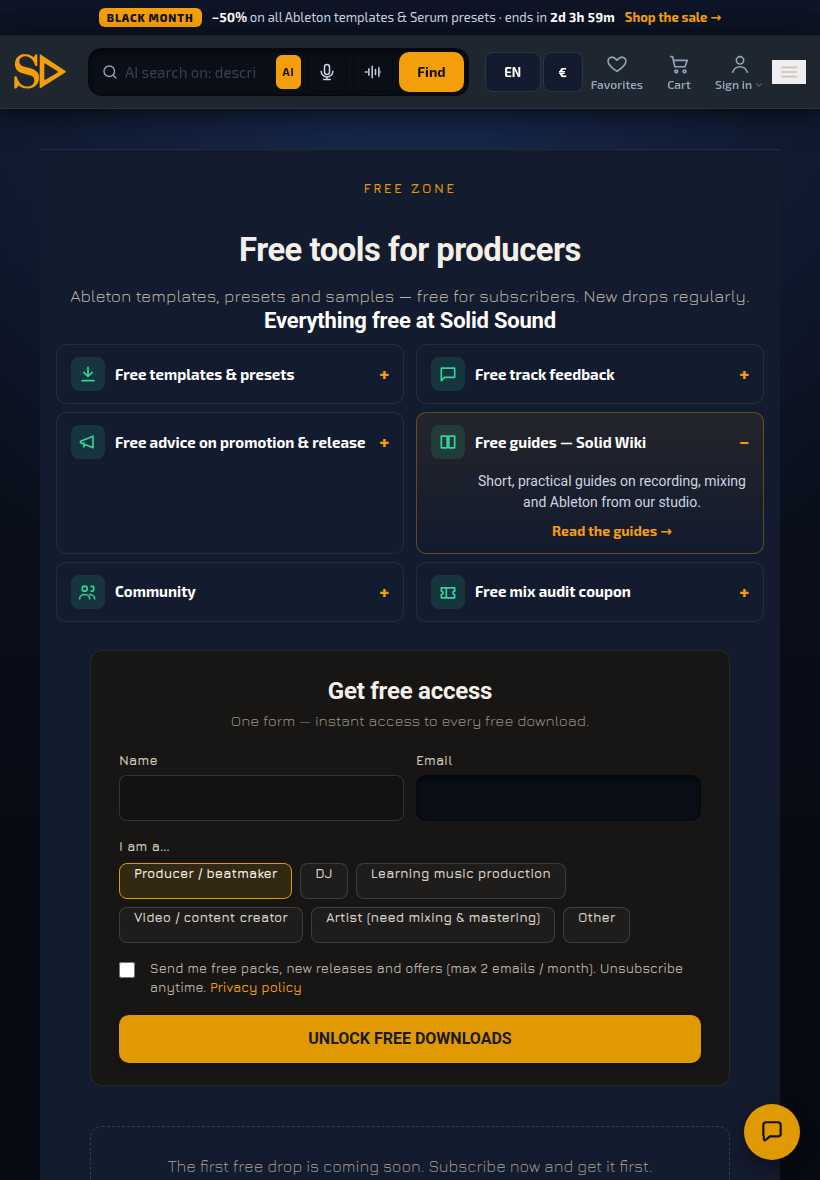 BLACK MONTH −50% on all Ableton templates & Serum presets · ends in 2d 3h 59m Shop the sale →
S
AI search on: descri
AI
Find
EN
€
Favorites
Cart
Sign in
FREE ZONE
Free tools for producers
Ableton templates, presets and samples — free for subscribers. New drops regularly.
Everything free at Solid Sound
Free templates & presets +
Free track feedback +
Free advice on promotion & release +
Free guides — Solid Wiki −
Short, practical guides on recording, mixing
and Ableton from our studio.
Read the guides →
Community +
Free mix audit coupon +
Get free access
One form — instant access to every free download.
Name
Email
I am a...
Producer / beatmaker
DJ
Learning music production
Video / content creator
Artist (need mixing & mastering)
Other
Send me free packs, new releases and offers (max 2 emails / month). Unsubscribe
anytime. Privacy policy
UNLOCK FREE DOWNLOADS
The first free drop is coming soon. Subscribe now and get it first.